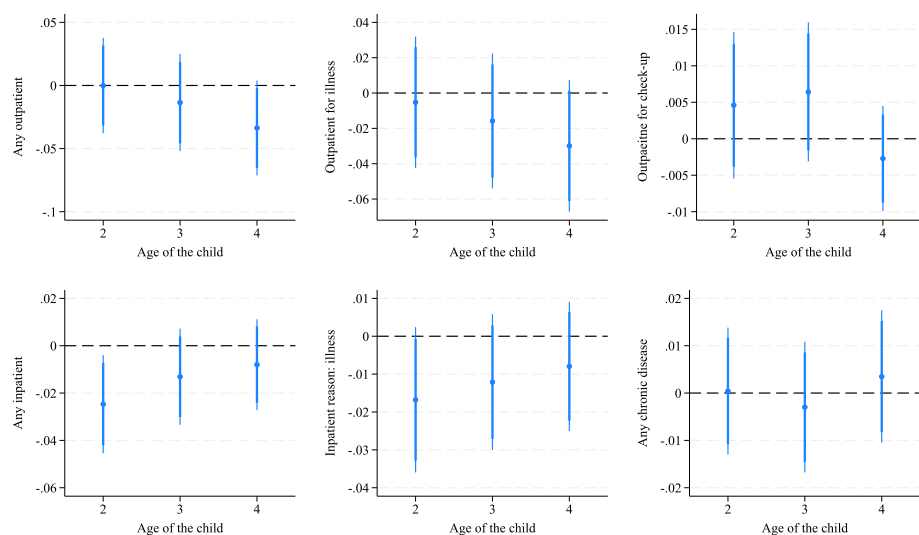 Any outpatient
.05
0
-.05
-.1
2 3 4
Age of the child
Outpatient for illness
.04
.02
0
-.02
-.04
-.06
2 3 4
Age of the child
Outpaeitne for check-up
.015
.01
.005
0
-.005
-.01
2 3 4
Age of the child
Any inpatient
.02
0
-.02
-.04
-.06
2 3 4
Age of the child
Inpatient reason: illness
.01
0
-.01
-.02
-.03
-.04
2 3 4
Age of the child
Any chronic disease
.02
.01
0
-.01
-.02
2 3 4
Age of the child